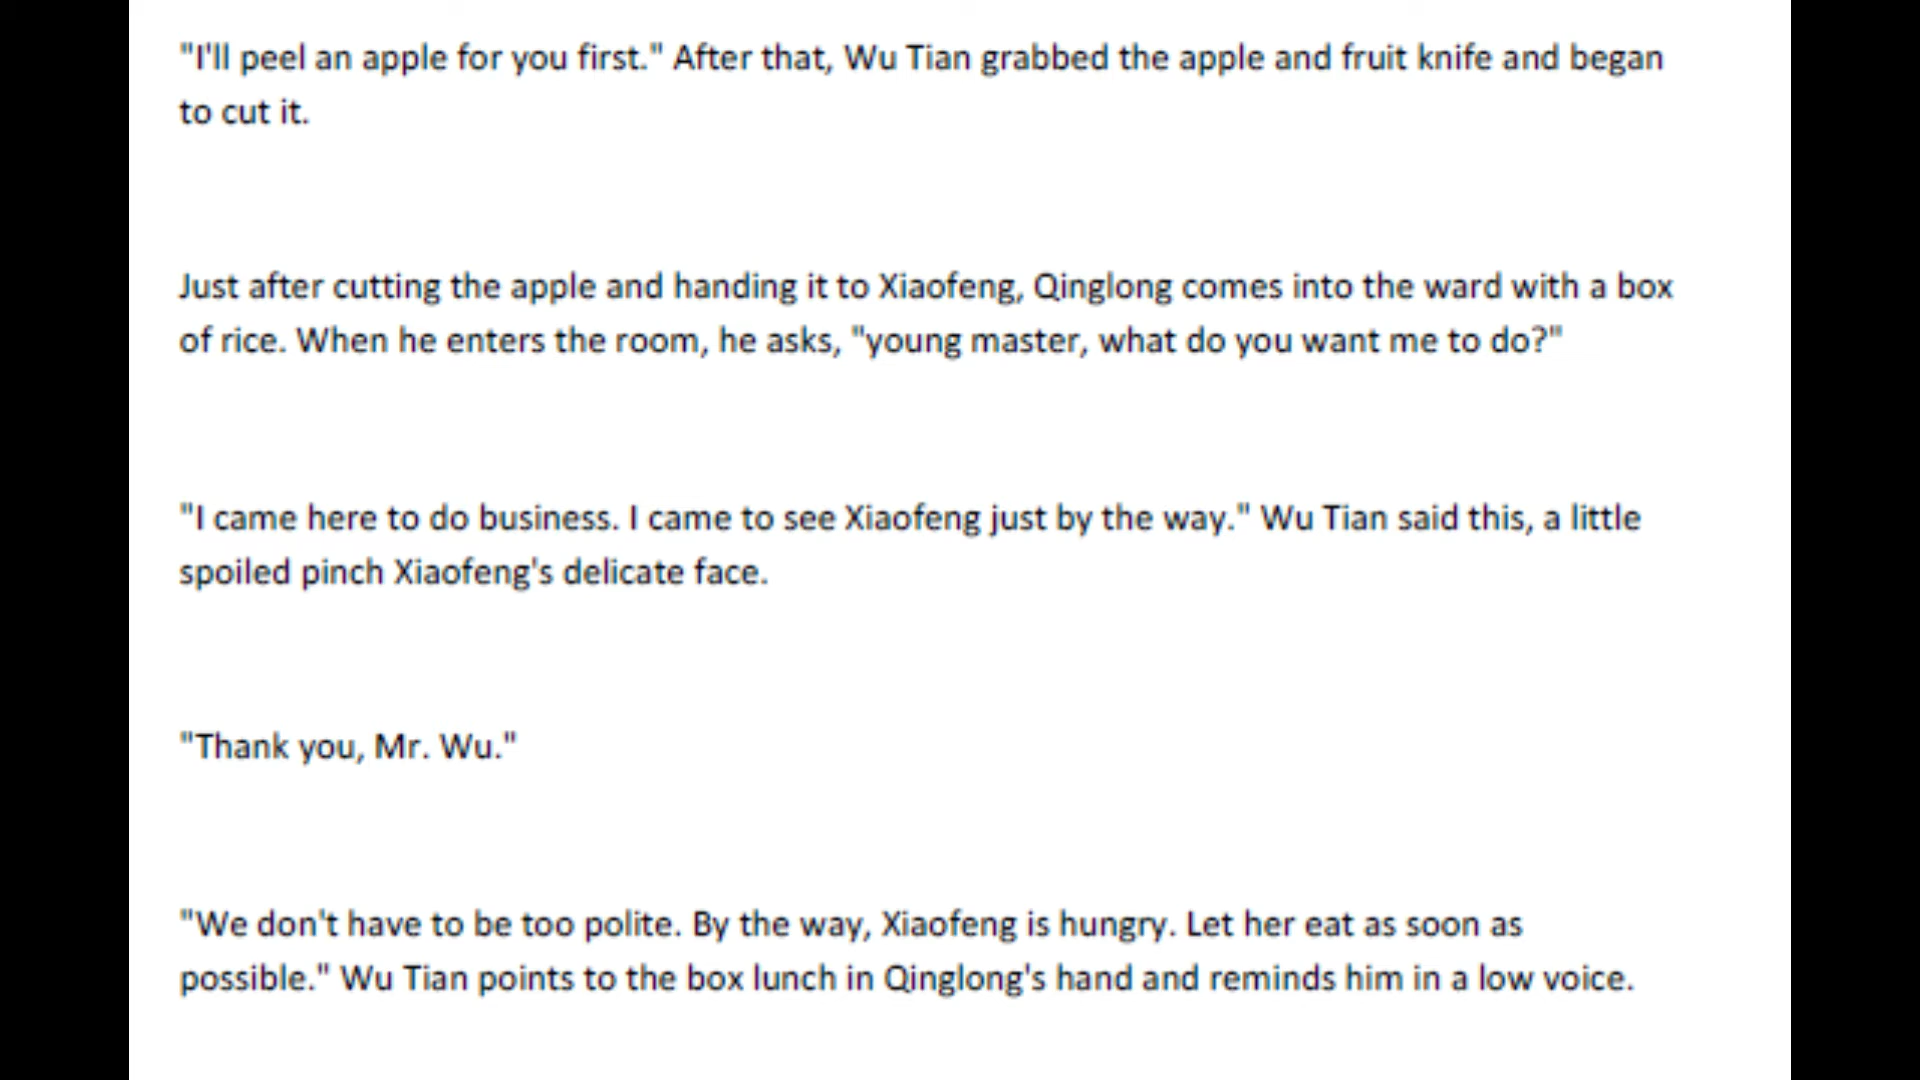 "I'll peel an apple for you first." After that, Wu Tian grabbed the apple and fruit knife and began
to cut it.
Just after cutting the apple and handing it to Xiaofeng, Qinglong comes into the ward with a box
of rice. When he enters the room, he asks, "young master, what do you want me to do?"
"I came here to do business. I came to see Xiaofeng just by the way." Wu Tian said this, a little
spoiled pinch Xiaofeng's delicate face.
"Thank you, Mr. Wu."
"We don't have to be too polite. By the way, Xiaofeng is hungry. Let her eat as soon as
possible." Wu Tian points to the box lunch in Qinglong's hand and reminds him in a low voice.